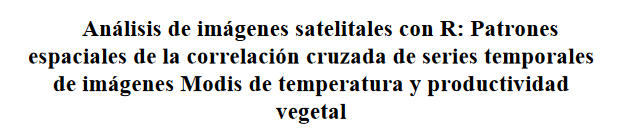 Análisis de imágenes satelitales con R: Patrones
espaciales de la correlación cruzada de series temporales
de imágenes Modis de temperatura y productividad
vegetal